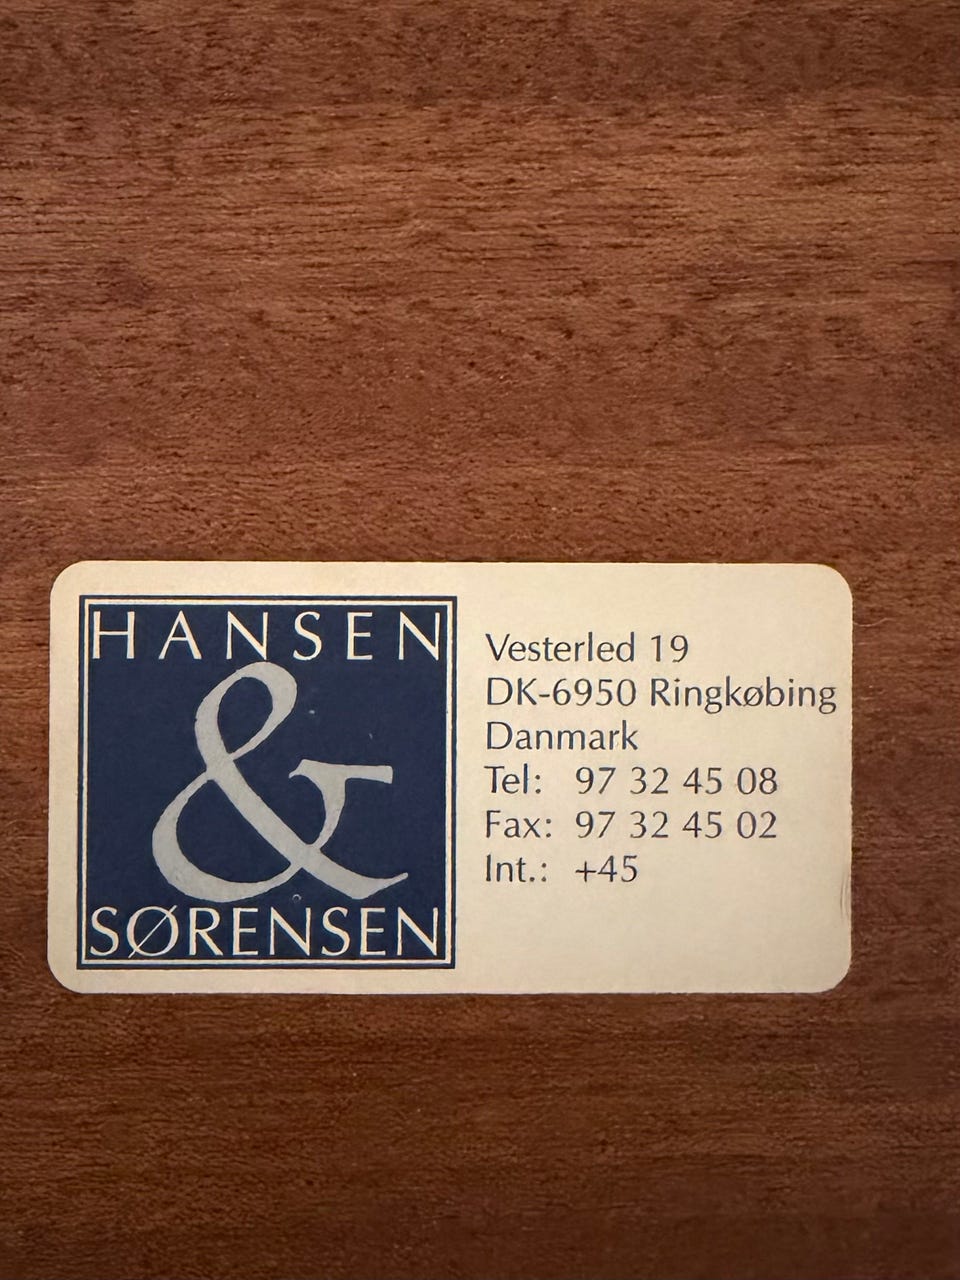 HANSEN
&
SØRENSEN
Vesterled 19
DK-6950 Ringkøbing
Danmark
Tel: 97 32 45 08
Fax: 97 32 45 02
Int.: +45